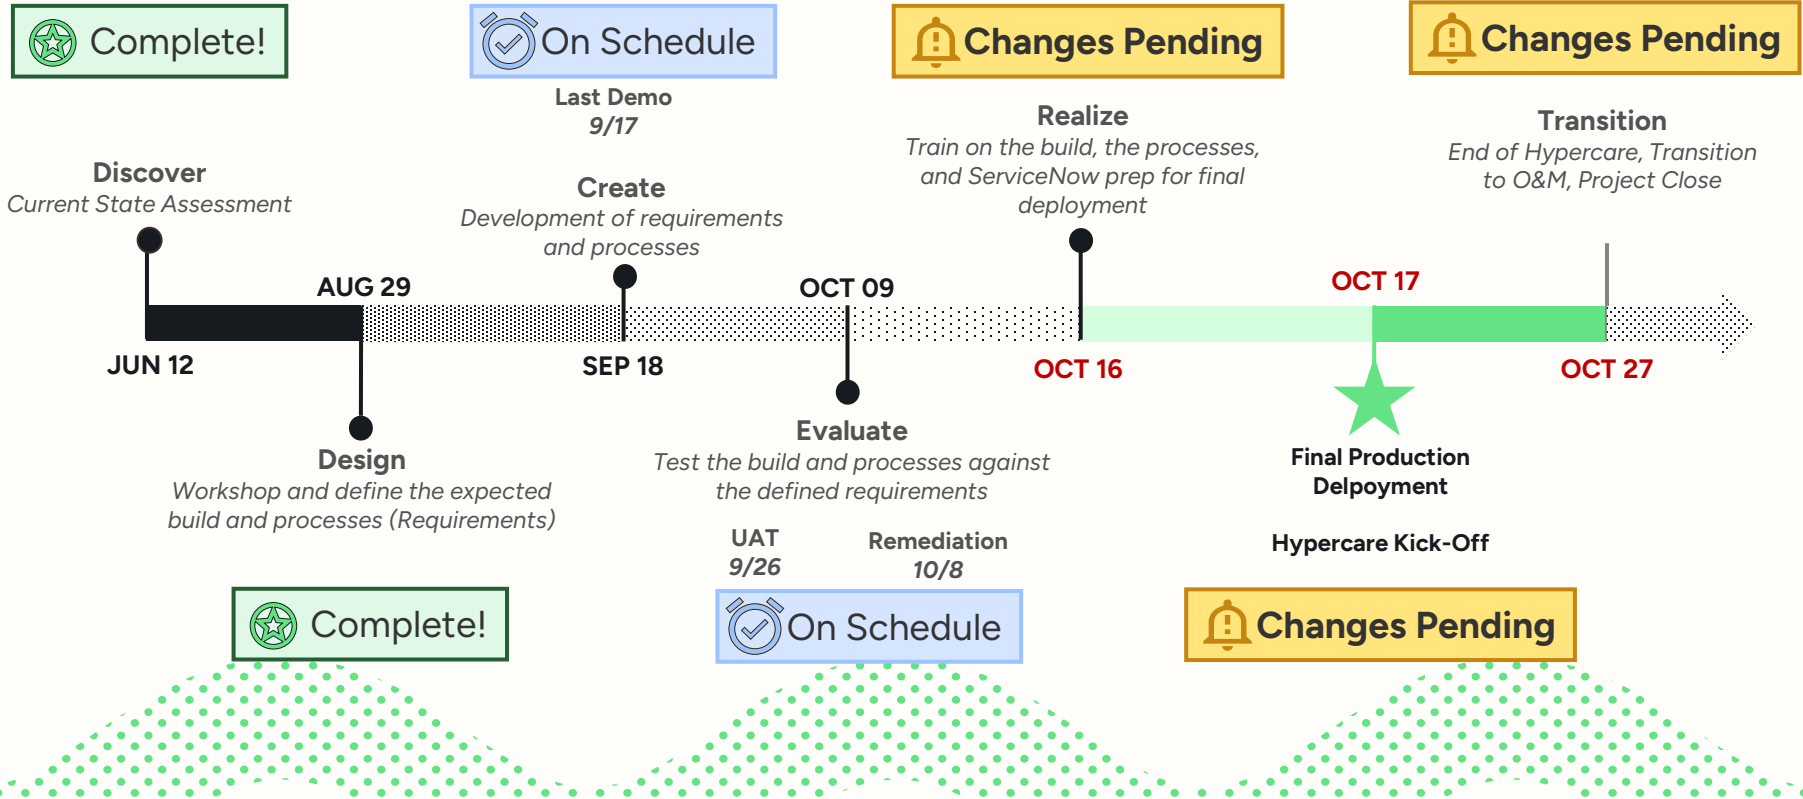 Complete!
On Schedule
Changes Pending
Changes Pending
Last Demo
9/17
Discover
Current State Assessment
Create
Development of requirements
and processes
Realize
Train on the build, the processes,
and ServiceNow prep for final
deployment
Transition
End of Hypercare, Transition
to O&M, Project Close
AUG 29
OCT 09
OCT 17
JUN 12
SEP 18
OCT 16
OCT 27
Design
Workshop and define the expected
build and processes (Requirements)
Evaluate
Test the build and processes against
the defined requirements
UAT
9/26
Remediation
10/8
Final Production
Delpoyment
Hypercare Kick-Off
Complete!
On Schedule
Changes Pending